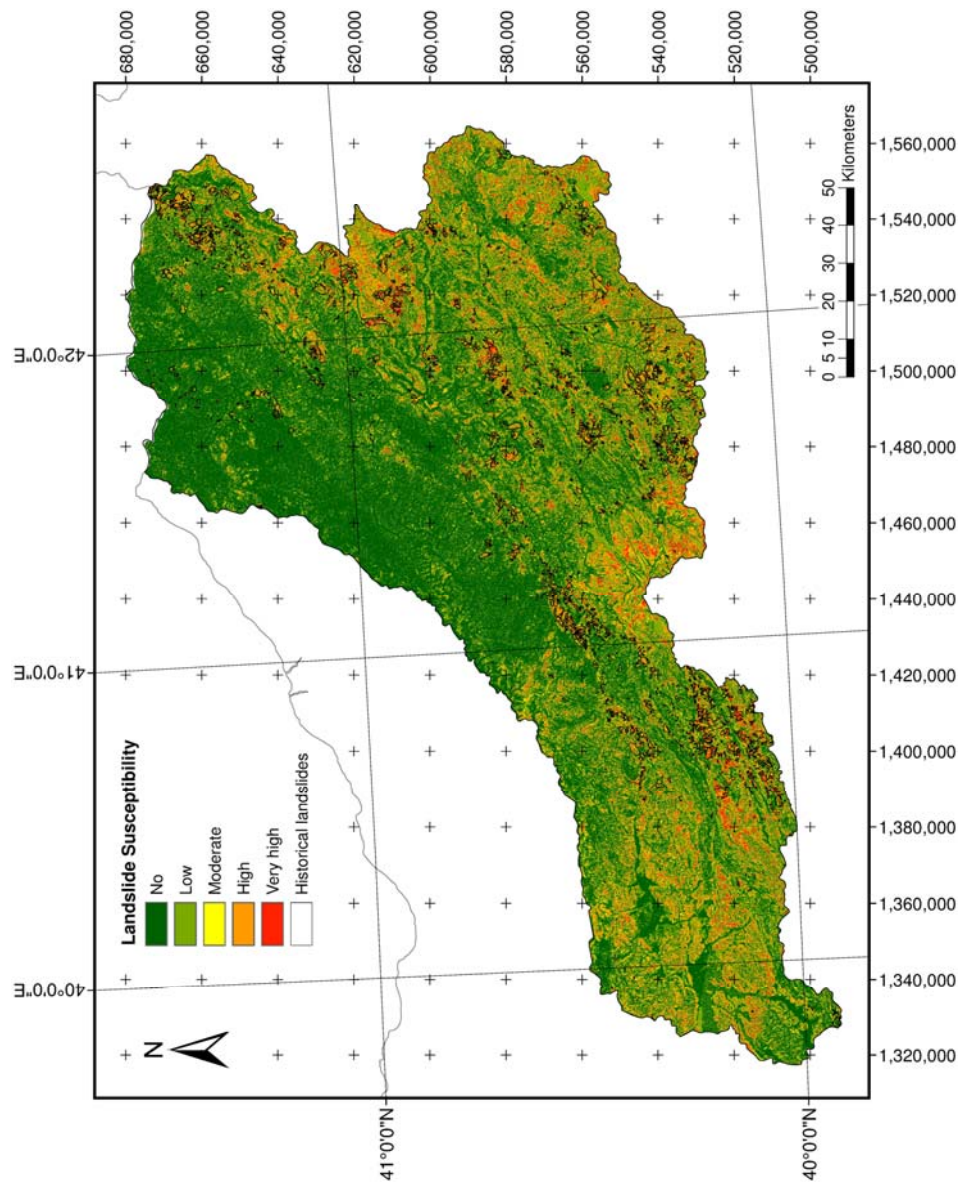 40°0'0"E
41°0'0"E
42°0'0"E
N
Landslide Susceptibility
No
Low
Moderate
High
Very high
Historical landslides
680,000
660,000
640,000
620,000
600,000
580,000
560,000
540,000
520,000
500,000
41°0'0"N
40°0'0"N
0 5 10 20 30 40 50
Kilometers
1,320,000
1,340,000
1,360,000
1,380,000
1,400,000
1,420,000
1,440,000
1,460,000
1,480,000
1,500,000
1,520,000
1,540,000
1,560,000